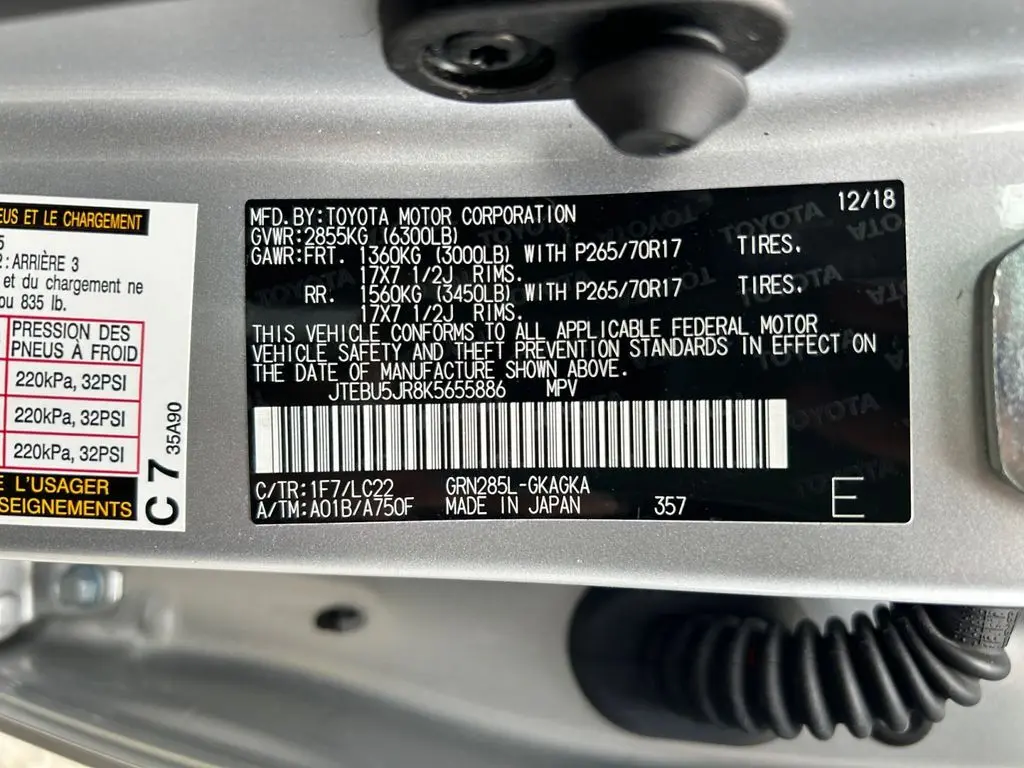 EUS ET LE CHARGEMENT
5
2:ARRIÈRE 3
et du chargement ne
ou 835 lb.
PRESSION DES
PNEUS À FROID
220kPa, 32PSI
220kPa, 32PSI
220kPa, 32PSI
E L'USAGER
SEIGNEMENTS
C7 35A90
12/18
MFD.BY:TOYOTA MOTOR CORPORATION
GVWR:2855KG (6300LB)
GAWR:FRT. 1360KG (3000LB) WITH P265/70R17 TIRES.
17X7 1/2J RIMS.
RR. 1560KG (3450LB) WITH P265/70R17 TIRES.
17X7 1/2J RIMS.
THIS VEHICLE CONFORMS TO ALL APPLICABLE FEDERAL MOTOR
VEHICLE SAFETY AND THEFT PREVENTION STANDARDS IN EFFECT ON
THE DATE OF MANUFACTURE SHOWN ABOVE.
JTEBU5JR8K5655886 MPV
C/TR:1F7/LC22 GRN285L-GKAGKA
A/TM:A01B/A750F MADE IN JAPAN 357 E